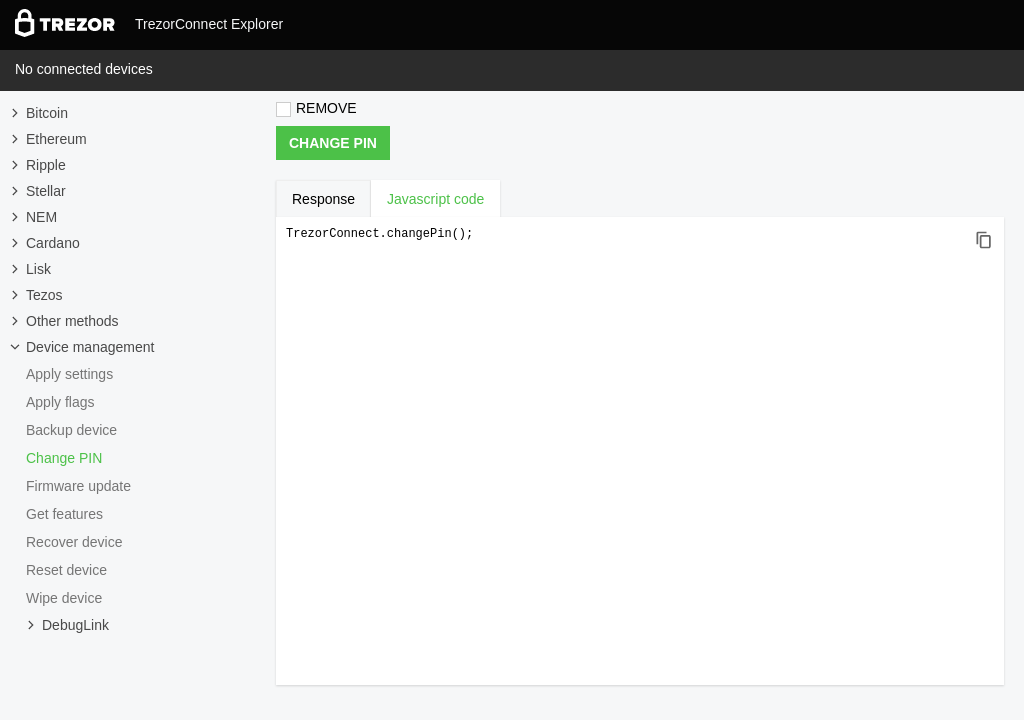 TREZOR TrezorConnect Explorer
No connected devices
Bitcoin
Ethereum
Ripple
Stellar
NEM
Cardano
Lisk
Tezos
Other methods
Device management
Apply settings
Apply flags
Backup device
Change PIN
Firmware update
Get features
Recover device
Reset device
Wipe device
DebugLink
REMOVE
CHANGE PIN
Response Javascript code
TrezorConnect.changePin();